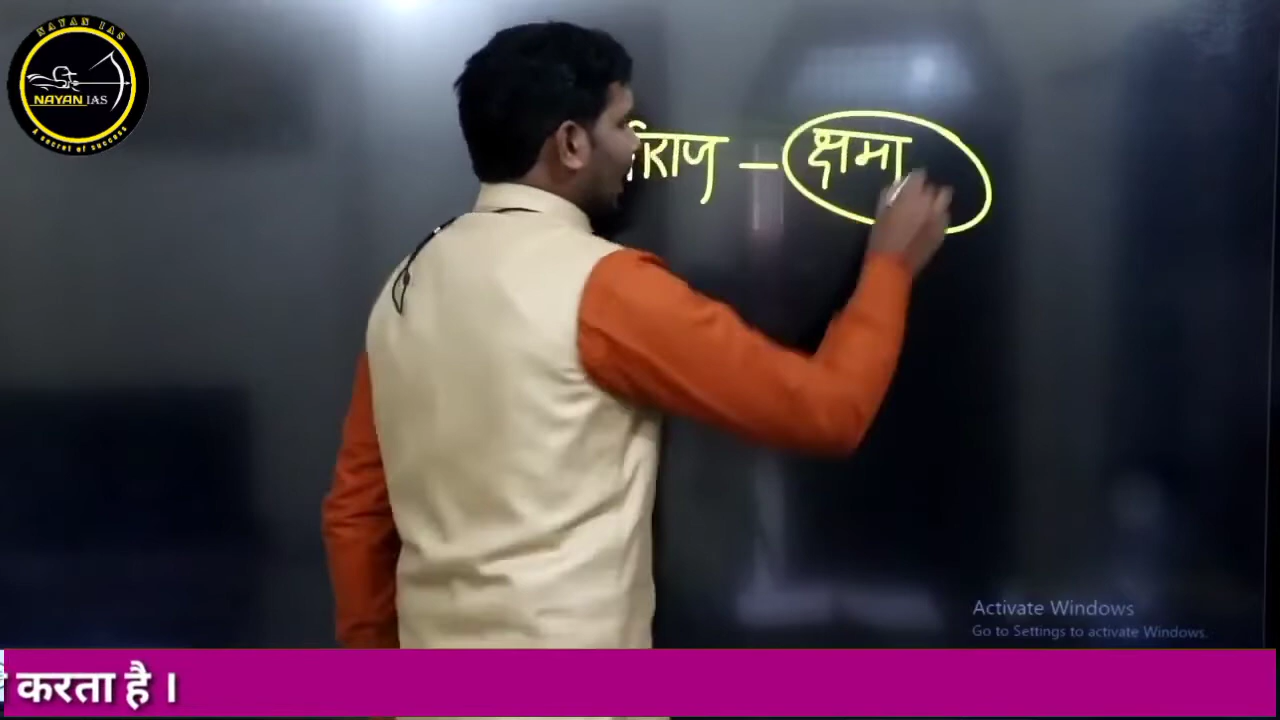 NAYAN IAS
NAYAN IAS
A secret of success
क्षमा
Activate Windows
Go to Settings to activate Windows.
करता है ।